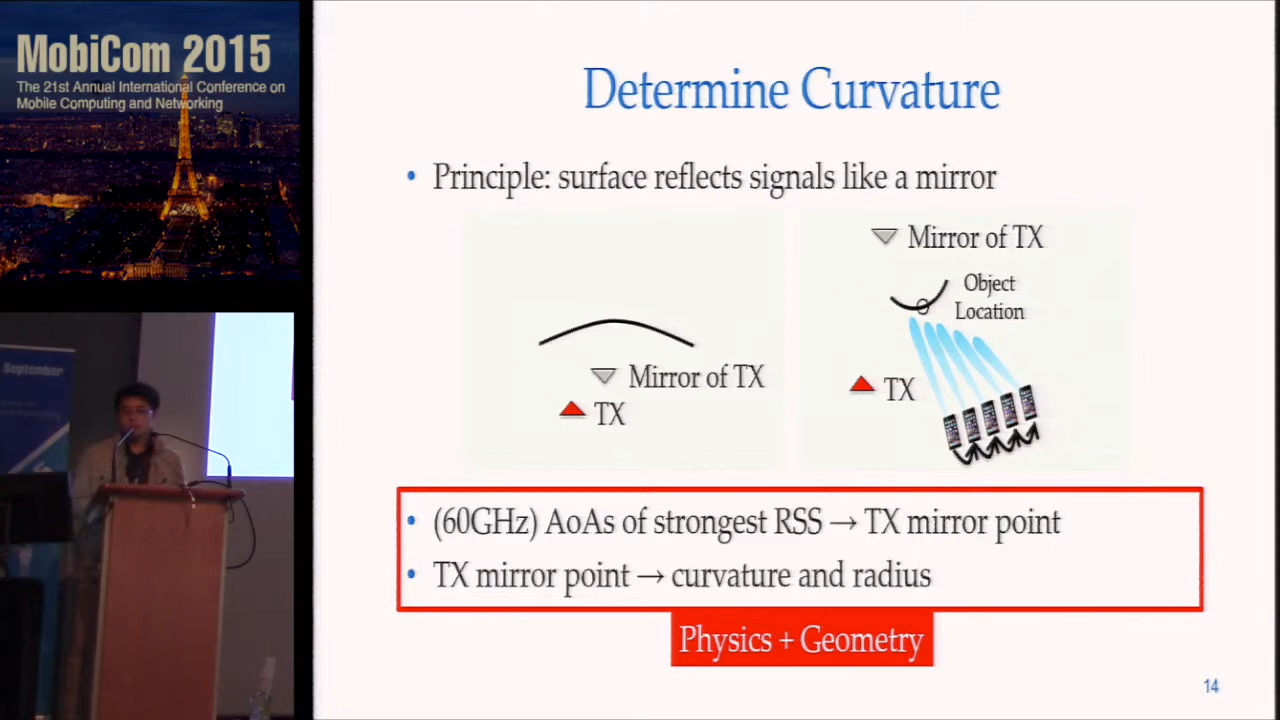 MobiCom 2015
The 21st Annual International Conference on
Mobile Computing and Networking
September
Determine Curvature
• Principle: surface reflects signals like a mirror
Mirror of TX
TX
Mirror of TX
Object
Location
TX
• (60GHz) AoAs of strongest RSS → TX mirror point
• TX mirror point → curvature and radius
Physics + Geometry
14